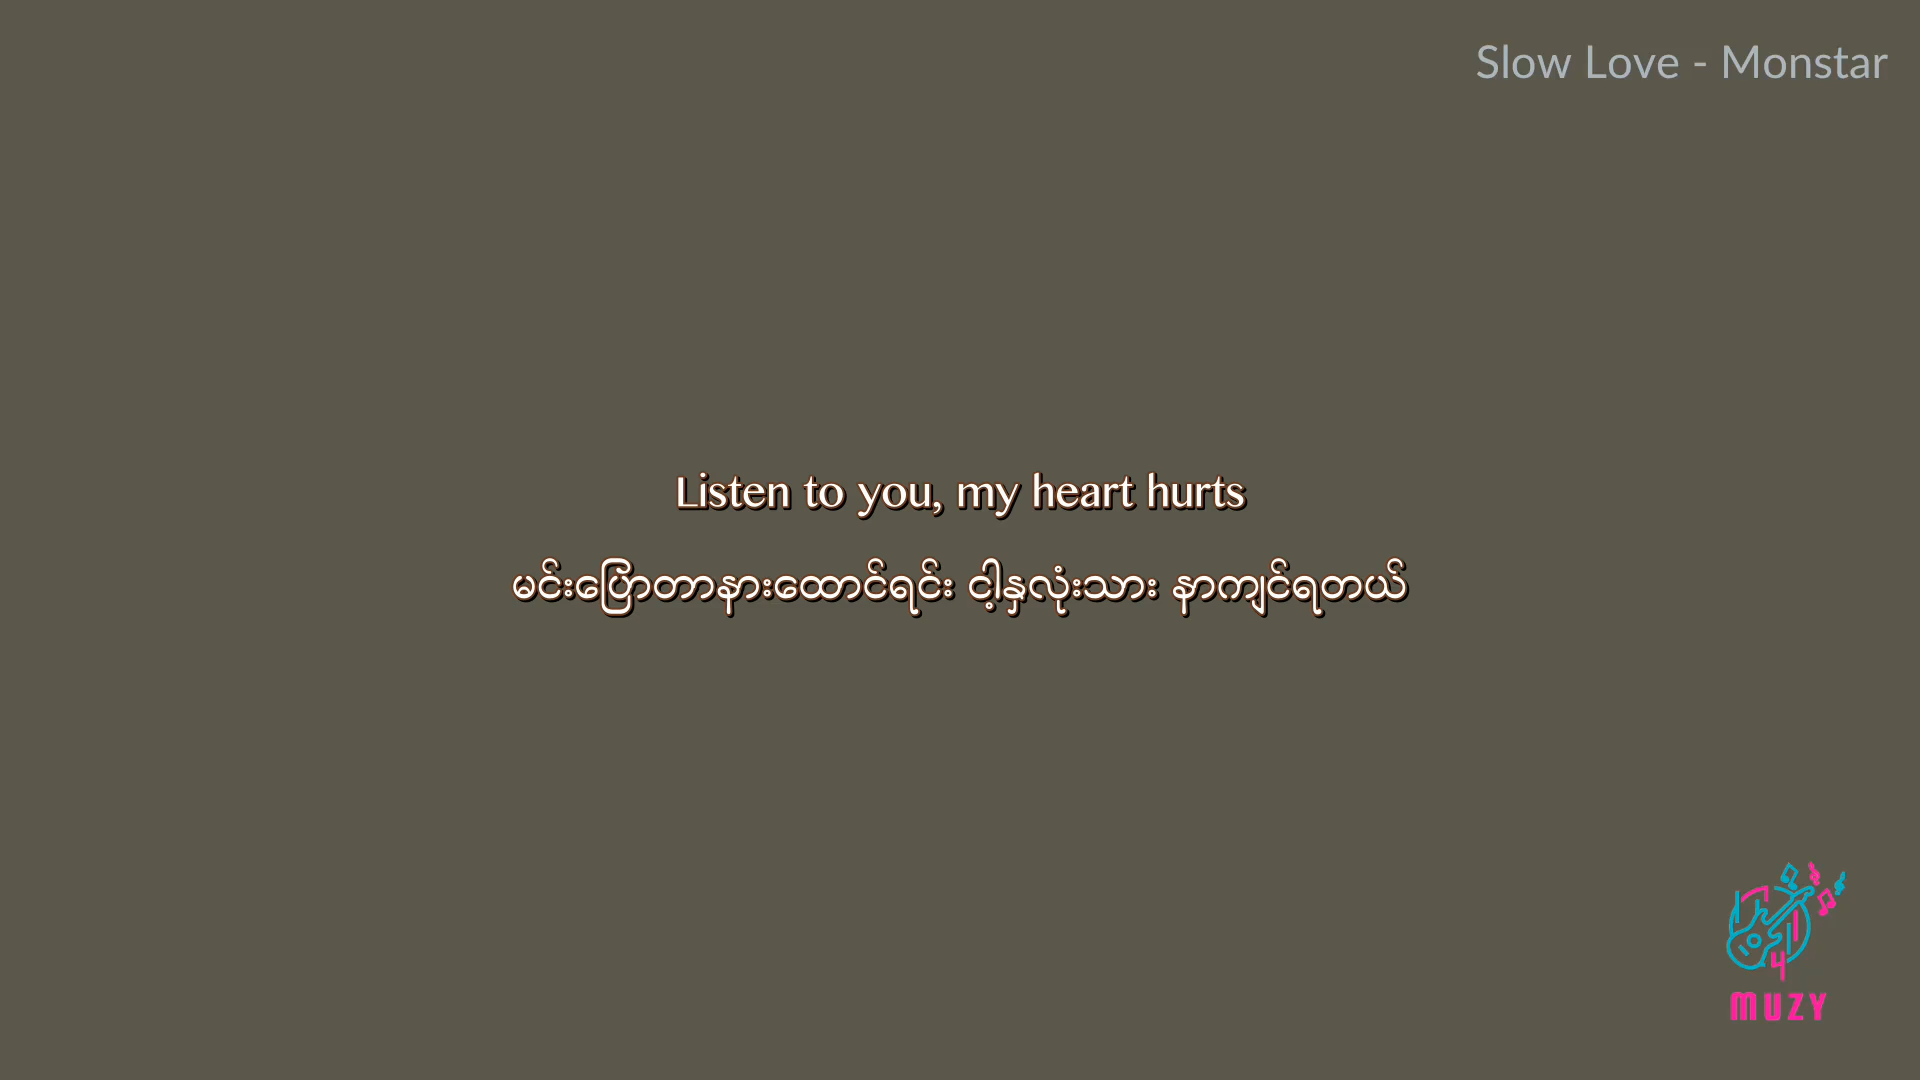 Slow Love - Monstar
Listen to you, my heart hurts
မင်းပြောတာနားထောင်ရင်း ငါ့နှလုံးသား နာကျင်ရတယ်
MUZY